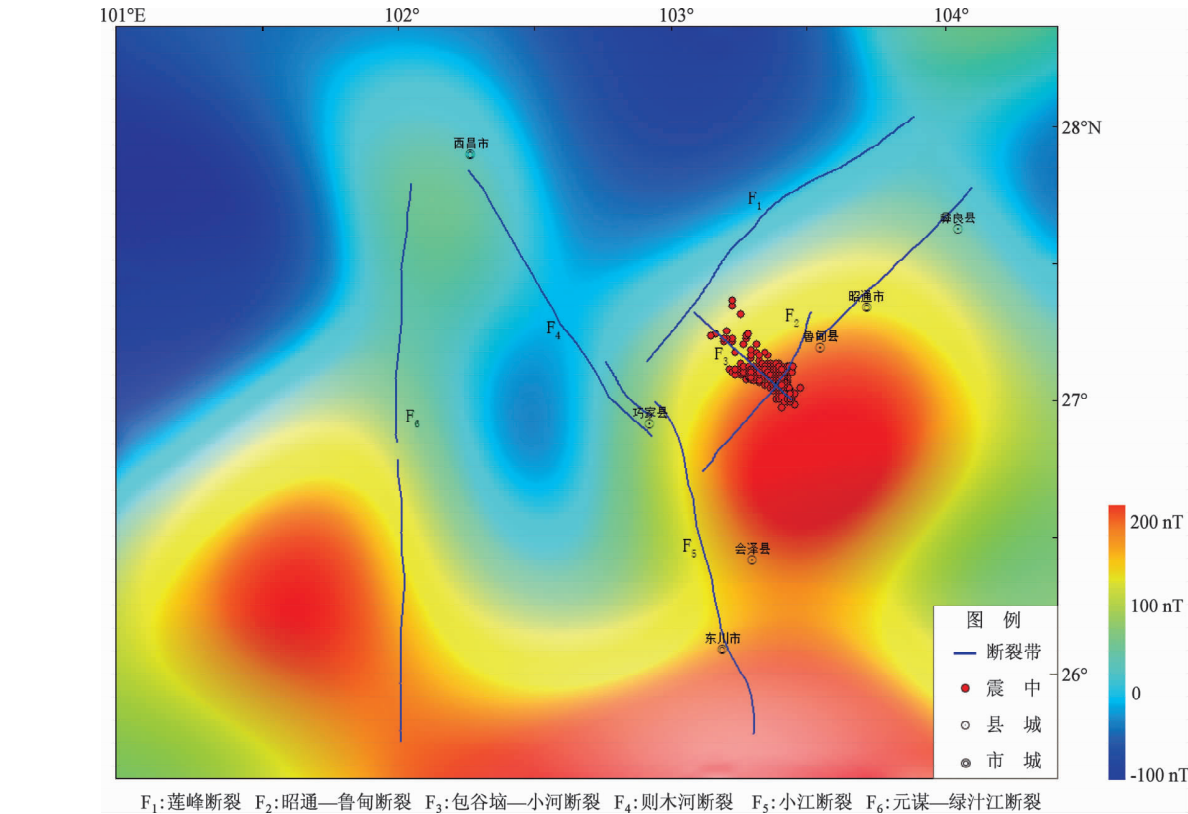 101°E 102° 103° 104°
28°N
西昌市
F1
彝良县
昭通市
F2
F4
鲁甸县
F3
27°
巧家县
F6
200 nT
F5
会泽县
100 nT
图 例
东川市
断裂带
26°
震 中
0
县 城
市 城
-100 nT
F1:莲峰断裂 F2:昭通—鲁甸断裂 F3:包谷垴—小河断裂 F4:则木河断裂 F5:小江断裂 F6:元谋—绿汁江断裂